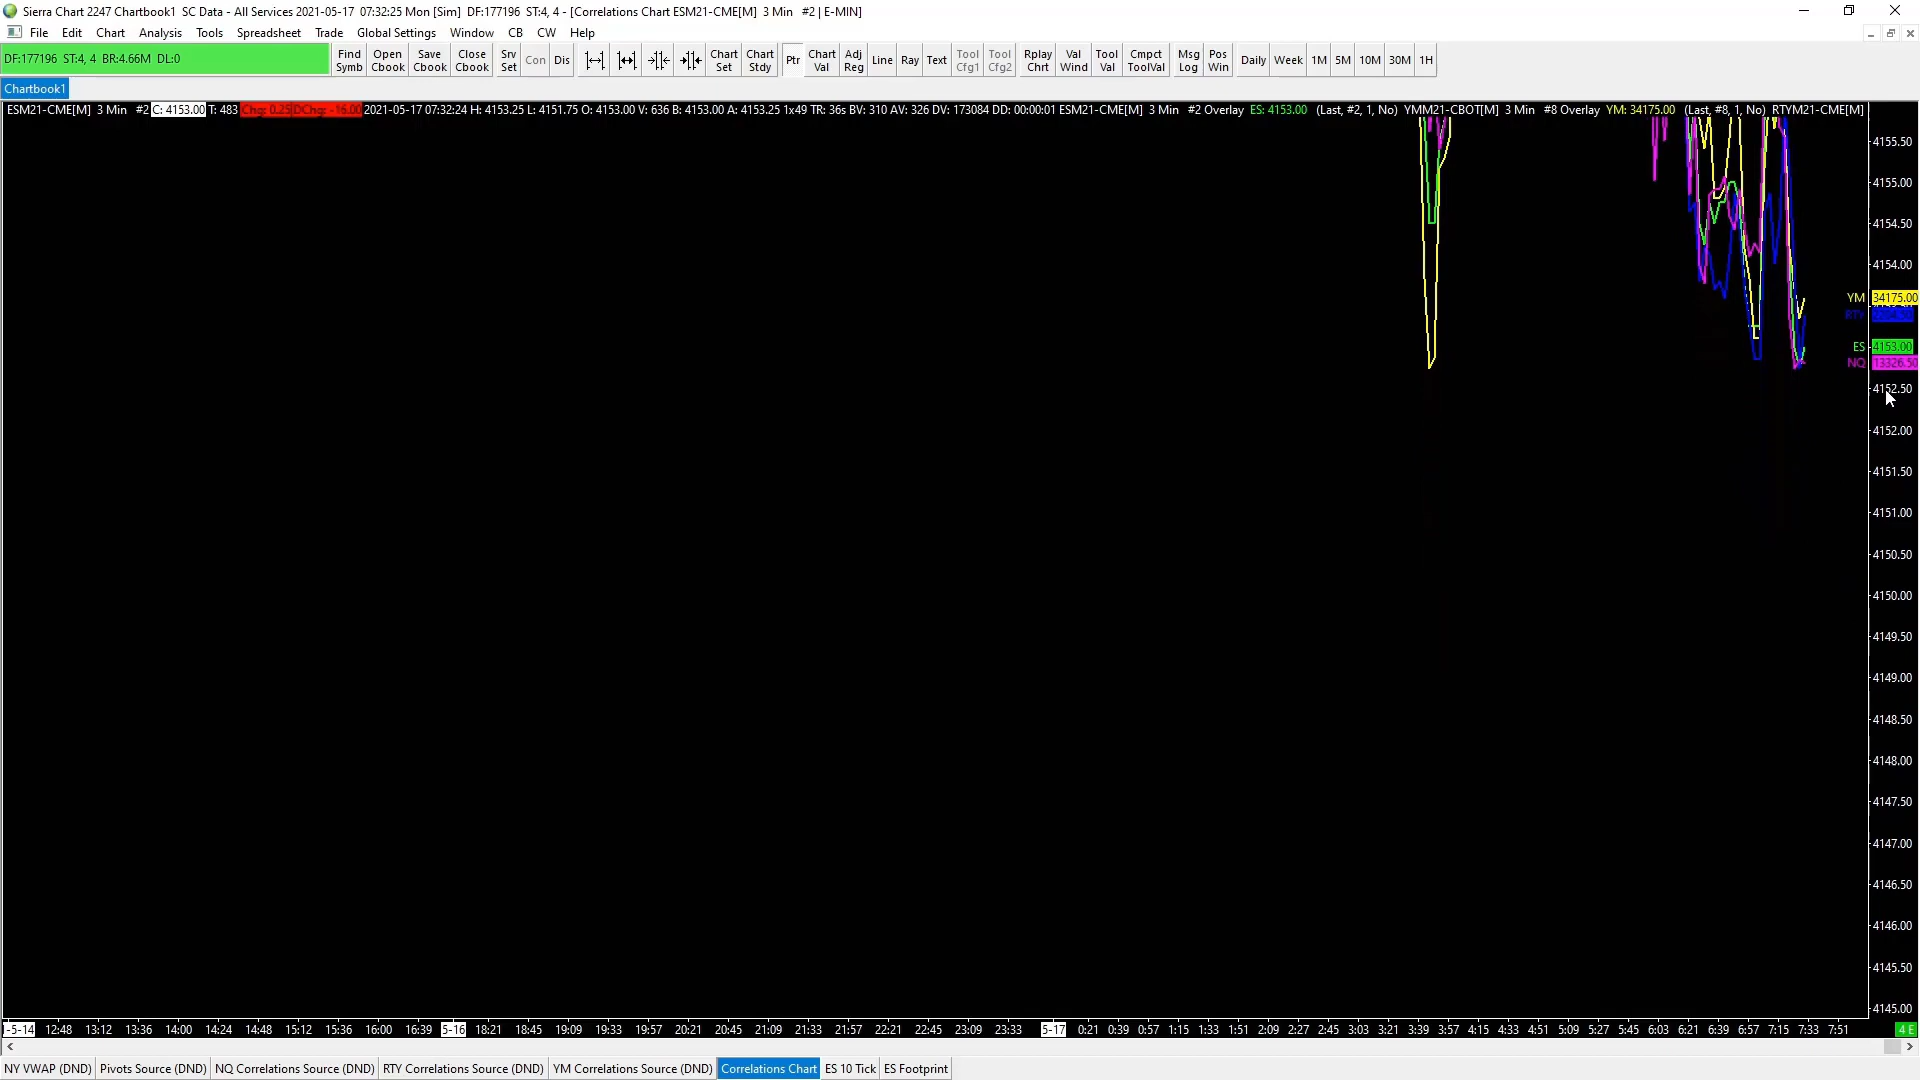 Sierra Chart 2247 Chartbook1  SC Data - All Services 2021-05-17  07:32:25 Mon [Sim]  DF:177196  ST:4, 4 - [Correlations Chart ESM21-CME[M]  3 Min   #2 | E-MIN]
File Edit Chart Analysis Tools Spreadsheet Trade Global Settings Window CB CW Help
DF:177196  ST:4, 4  BR:4.66M  DL:0
Find Symb
Open Cbook
Save Cbook
Close Cbook
Srv Set
Con
Dis
Chart Set
Chart Stdy
Ptr
Chart Val
Adj Reg
Line
Ray
Text
Tool Cfg1
Tool Cfg2
Rplay Chrt
Val Wind
Tool Val
Cmpct ToolVal
Msg Log
Pos Win
Daily
Week
1M
5M
10M
30M
1H
Chartbook1
ESM21-CME[M]  3 Min   #2 C: 4153.00 T: 483 Chg: 0.25|DChg: -16.00 2021-05-17 07:32:24 H: 4153.25 L: 4151.75 O: 4153.00 V: 636 B: 4153.00 A: 4153.25 1x49 TR: 36s BV: 310 AV: 326 DV: 173084 DD: 00:00:01 ESM21-CME[M]  3 Min   #2 Overlay  ES: 4153.00   (Last, #2, 1, No)  YMM21-CBOT[M]  3 Min   #8 Overlay  YM: 34175.00   (Last, #8, 1, No)  RTYM21-CME[M]
4155.50
4155.00
4154.50
4154.00
YM 34175.00
RTY
ES 4153.00
NQ 13326.50
4152.50
4152.00
4151.50
4151.00
4150.50
4150.00
4149.50
4149.00
4148.50
4148.00
4147.50
4147.00
4146.50
4146.00
4145.50
4145.00
-5-14 12:48 13:12 13:36 14:00 14:24 14:48 15:12 15:36 16:00 16:39 5-16 18:21 18:45 19:09 19:33 19:57 20:21 20:45 21:09 21:33 21:57 22:21 22:45 23:09 23:33 5-17 0:21 0:39 0:57 1:15 1:33 1:51 2:09 2:27 2:45 3:03 3:21 3:39 3:57 4:15 4:33 4:51 5:09 5:27 5:45 6:03 6:21 6:39 6:57 7:15 7:33 7:51 4 E
NY VWAP (DND) Pivots Source (DND) NQ Correlations Source (DND) RTY Correlations Source (DND) YM Correlations Source (DND) Correlations Chart ES 10 Tick ES Footprint